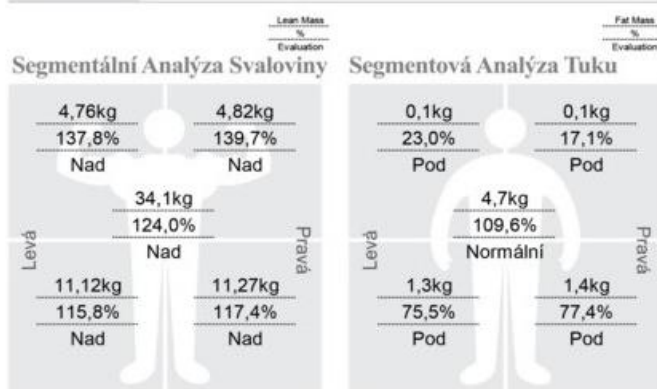 Lean Mass
%
Evaluation
Segmentální Analýza Svaloviny
4,76kg
137,8%
Nad
4,82kg
139,7%
Nad
34,1kg
124,0%
Nad
Levá
Pravá
11,12kg
115,8%
Nad
11,27kg
117,4%
Nad
Fat Mass
%
Evaluation
Segmentová Analýza Tuku
0,1kg
23,0%
Pod
0,1kg
17,1%
Pod
4,7kg
109,6%
Normální
Levá
Pravá
1,3kg
75,5%
Pod
1,4kg
77,4%
Pod